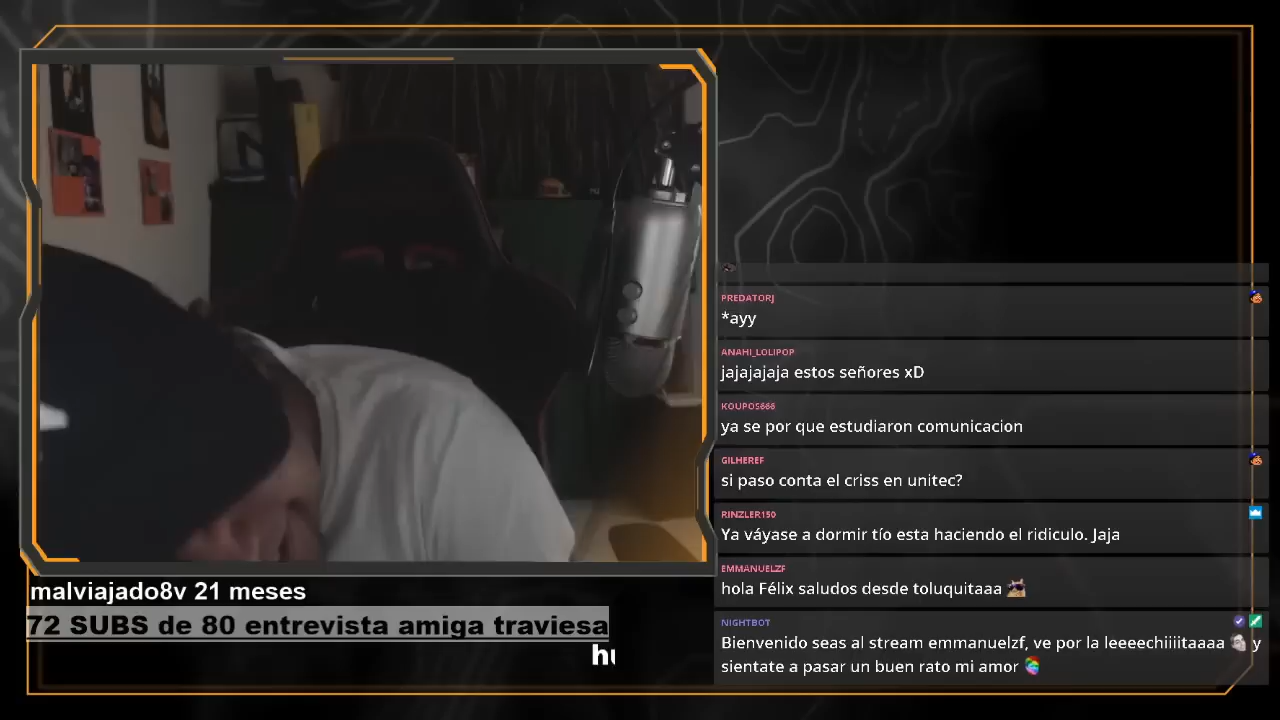 PREDATORJ
*ayy
ANAHI_LOLIPOP
jajajajaja estos señores xD
KOUPOS666
ya se por que estudiaron comunicacion
GILHEREF
si paso conta el criss en unitec?
RINZLER150
Ya váyase a dormir tío esta haciendo el ridiculo. Jaja
EMMANUELZF
hola Félix saludos desde toluquitaaa
NIGHTBOT
Bienvenido seas al stream emmanuelzf, ve por la leeeechiiiitaaaa y
sientate a pasar un buen rato mi amor
malviajado8v 21 meses
72 SUBS de 80 entrevista amiga traviesa